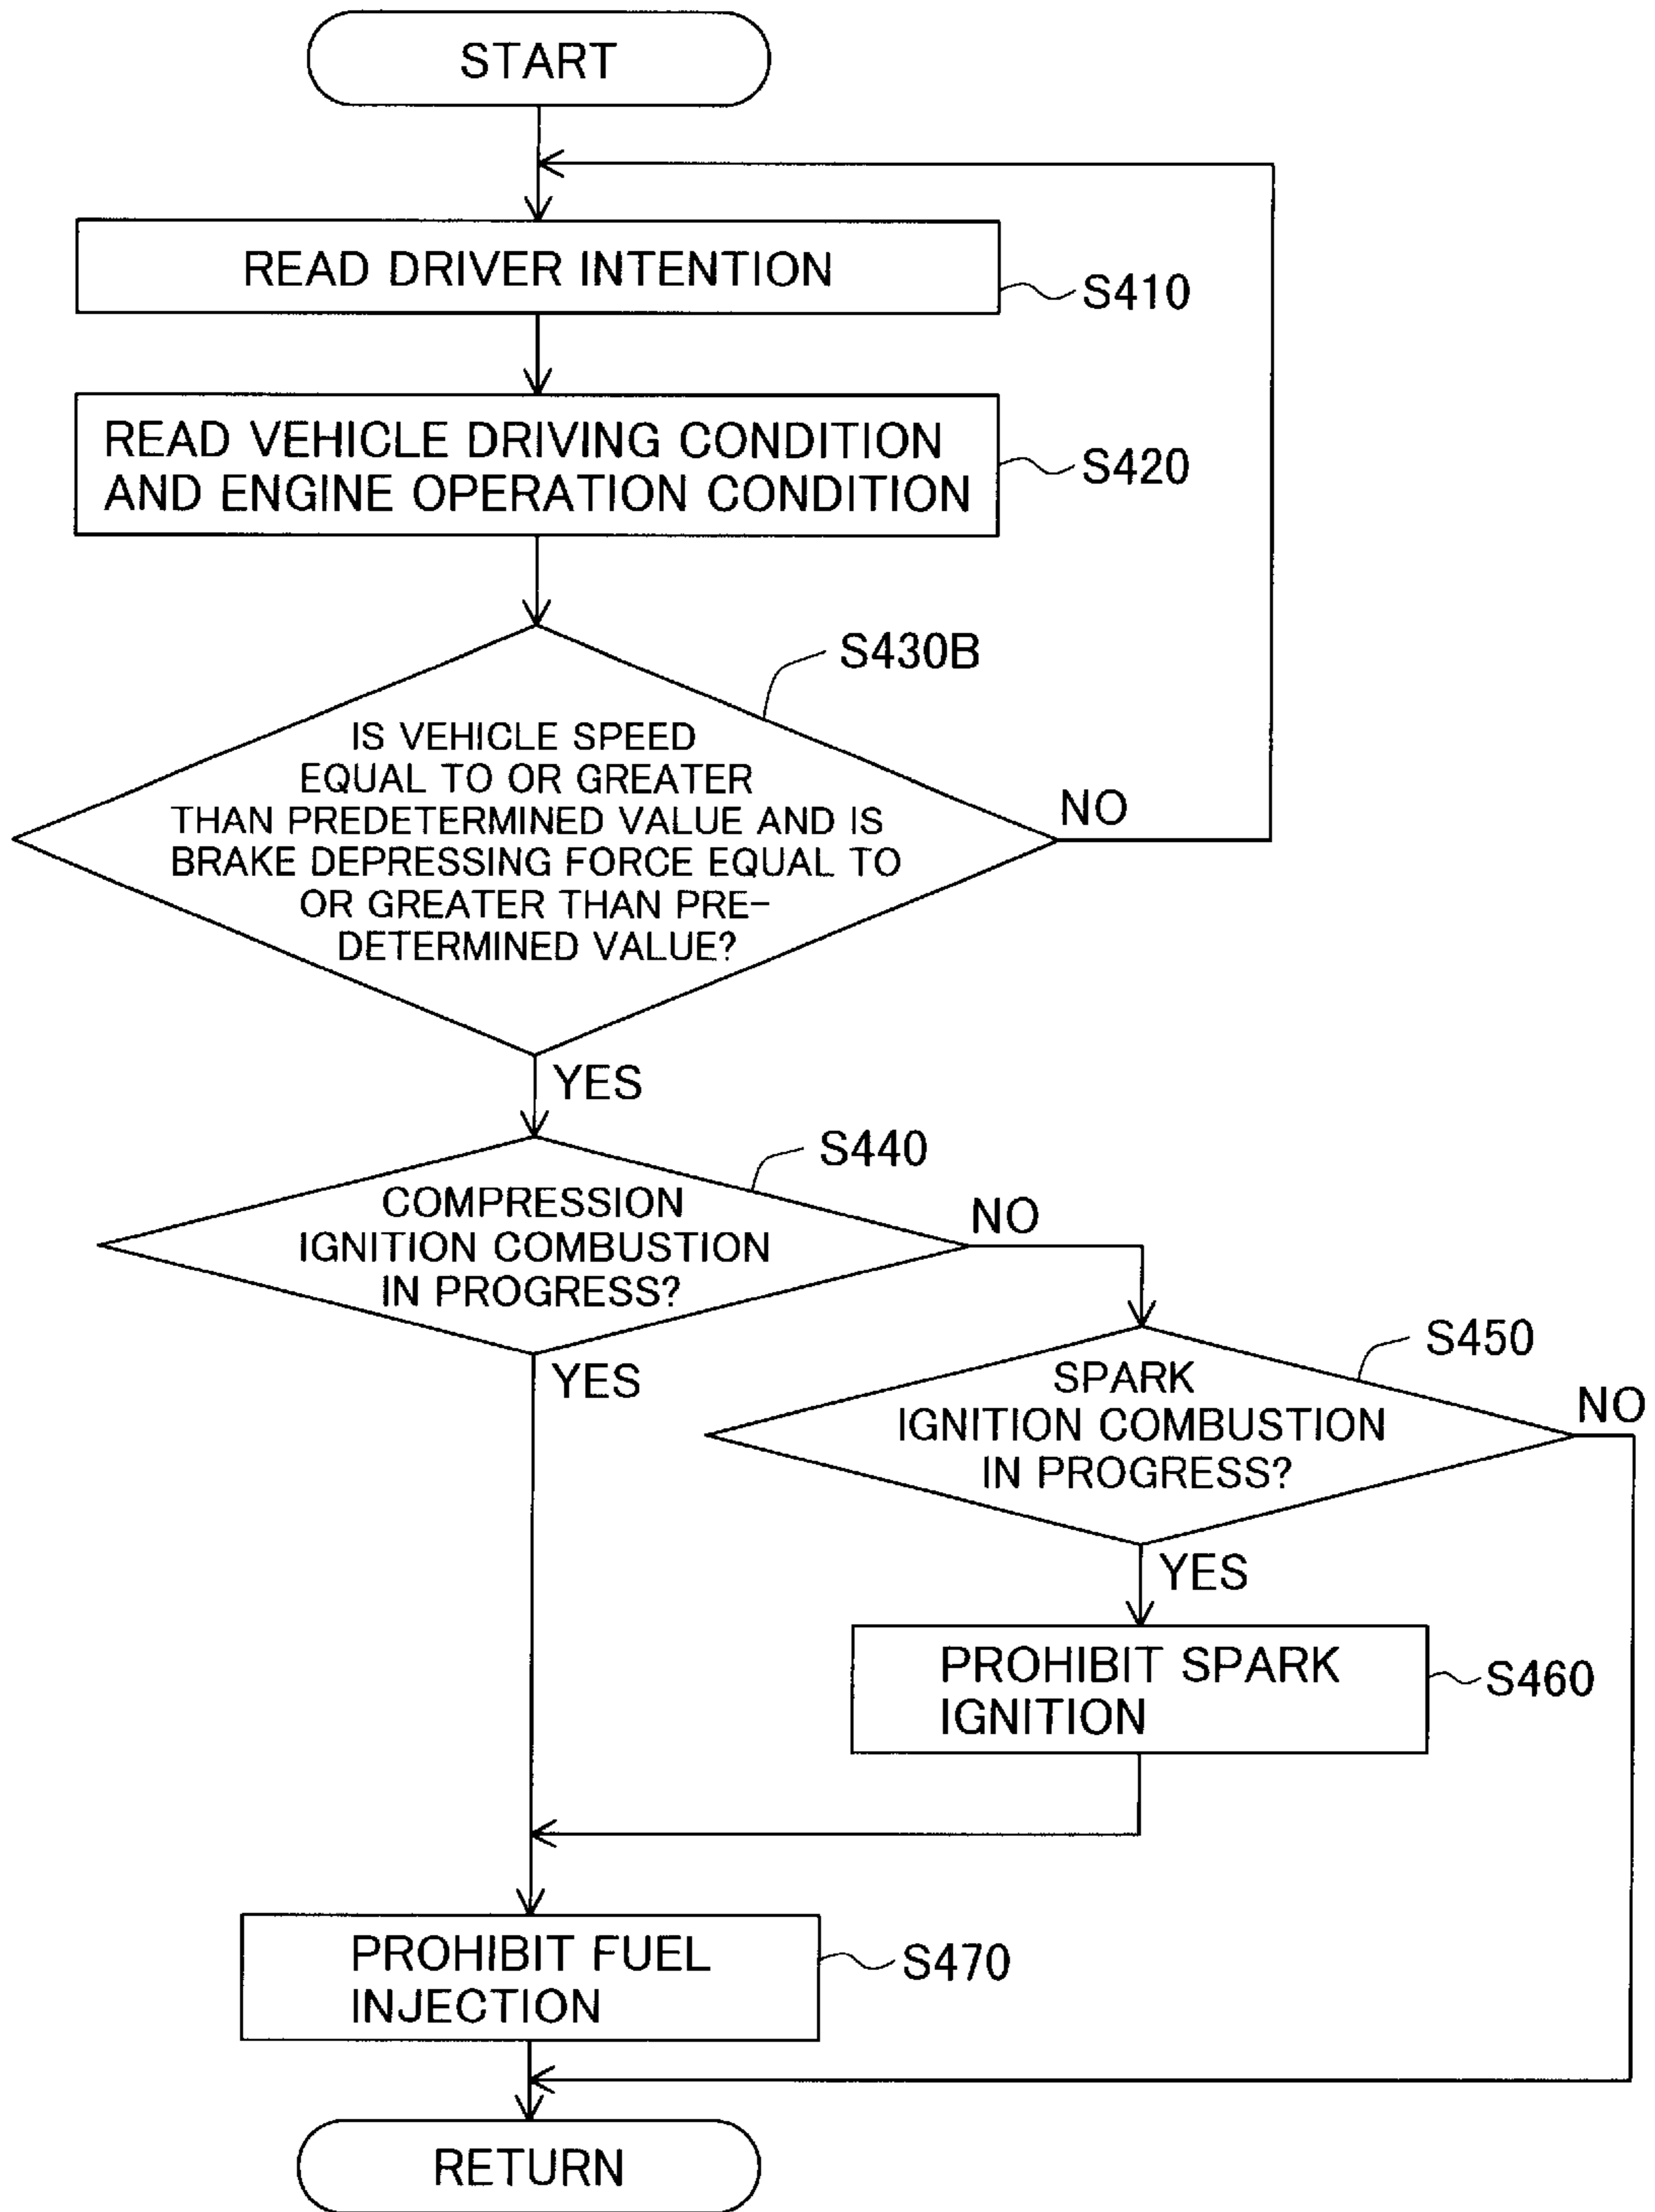 START
READ DRIVER INTENTION
S410
READ VEHICLE DRIVING CONDITION
AND ENGINE OPERATION CONDITION
S420
S430B
IS VEHICLE SPEED
EQUAL TO OR GREATER
THAN PREDETERMINED VALUE AND IS
BRAKE DEPRESSING FORCE EQUAL TO
OR GREATER THAN PRE-
DETERMINED VALUE?
NO
YES
S440
COMPRESSION
IGNITION COMBUSTION
IN PROGRESS?
NO
YES
S450
SPARK
IGNITION COMBUSTION
IN PROGRESS?
NO
YES
PROHIBIT SPARK
IGNITION
S460
PROHIBIT FUEL
INJECTION
S470
RETURN